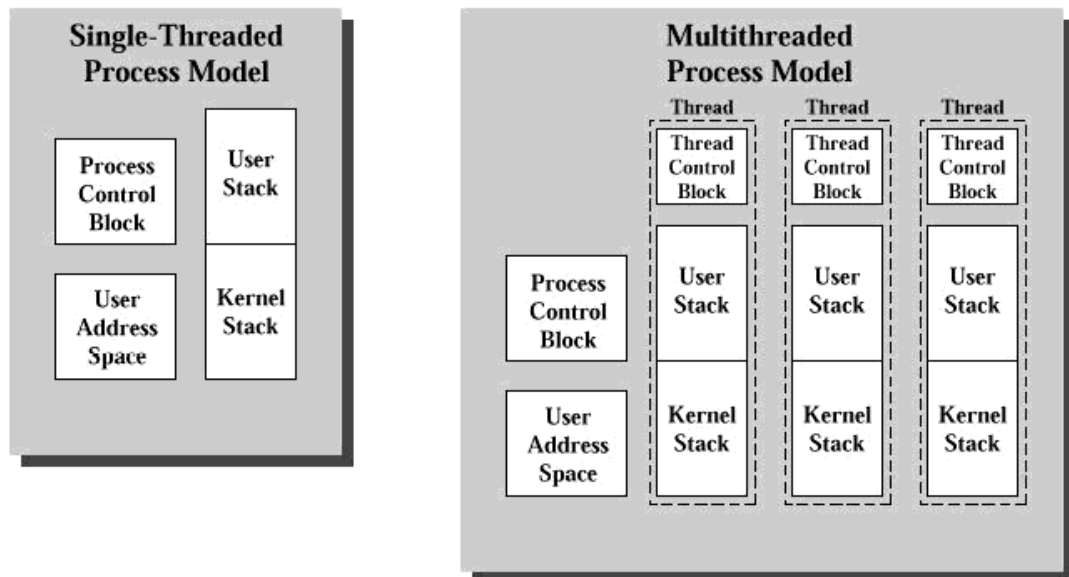 Single-Threaded
Process Model
Process
Control
Block
User
Stack
User
Address
Space
Kernel
Stack
Multithreaded
Process Model
Thread
Thread
Control
Block
User
Stack
Kernel
Stack
Thread
Thread
Control
Block
User
Stack
Kernel
Stack
Thread
Thread
Control
Block
User
Stack
Kernel
Stack
Process
Control
Block
User
Address
Space